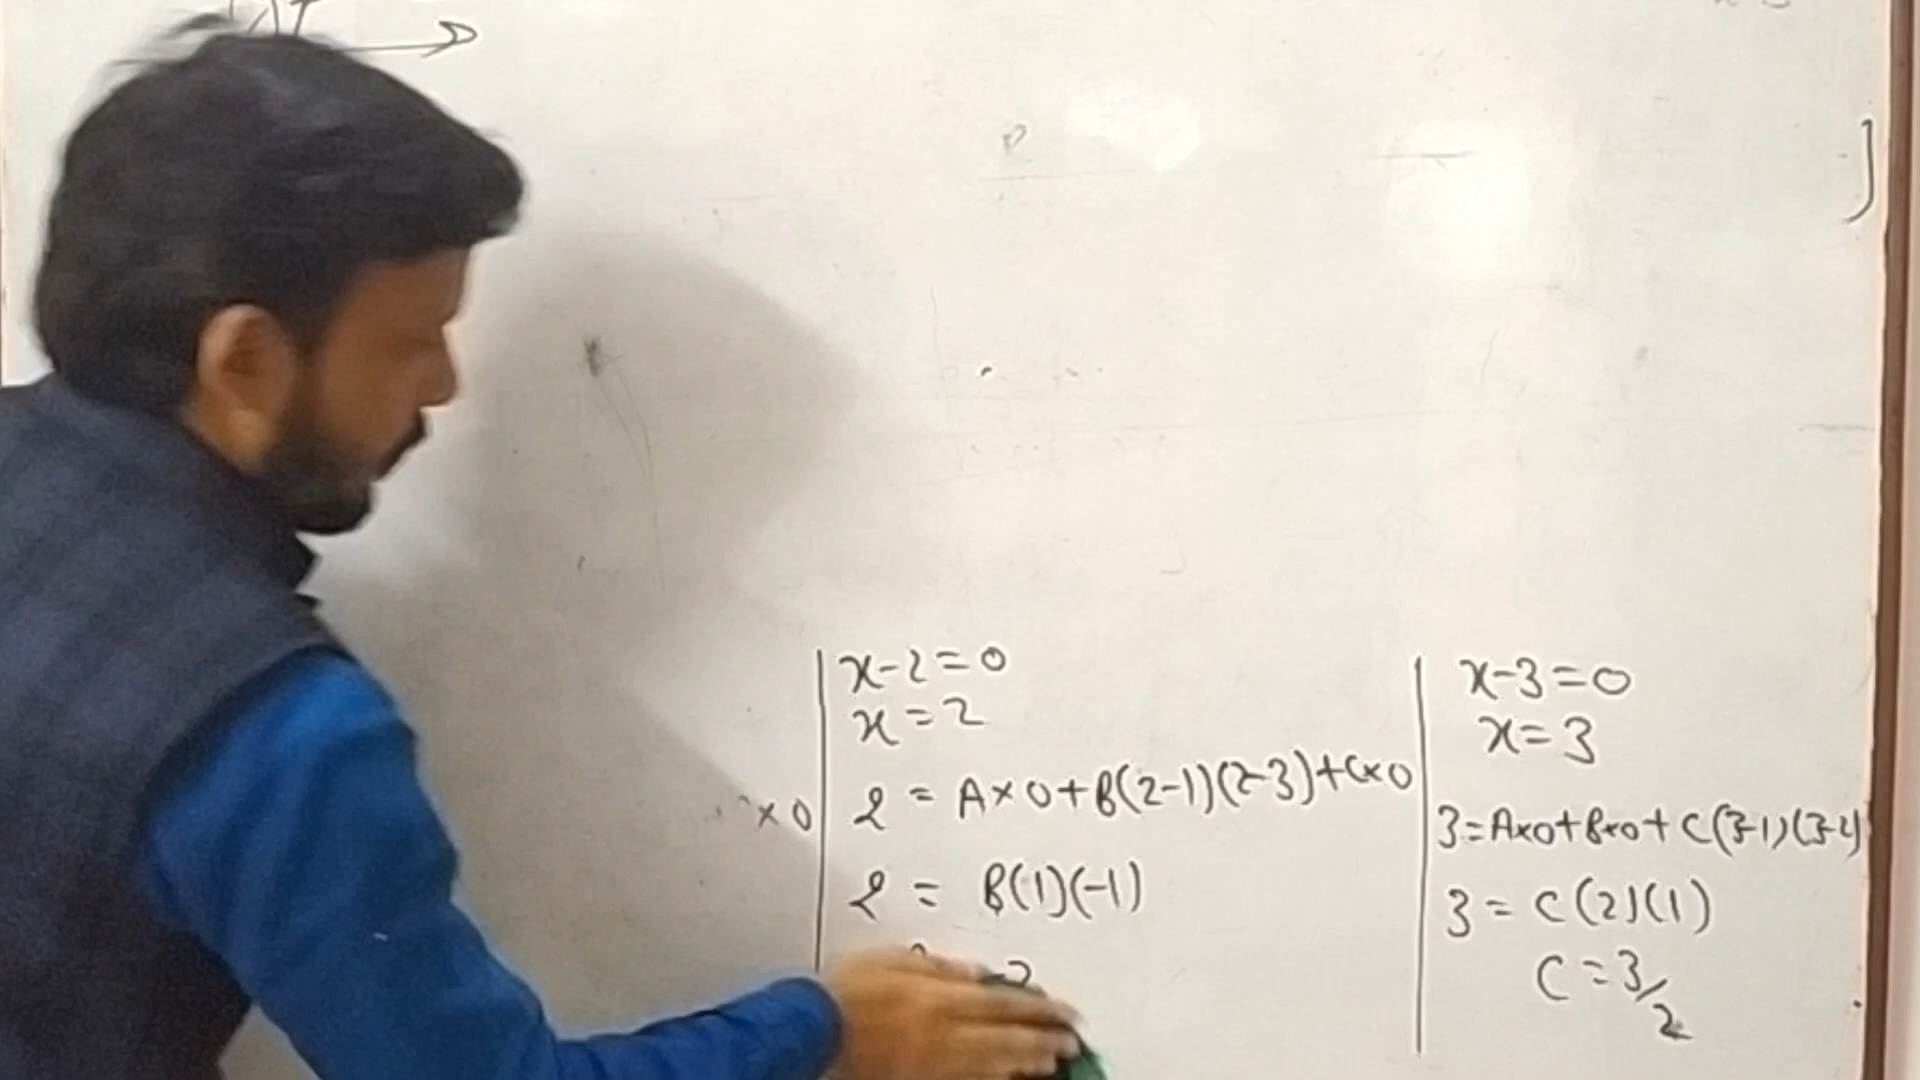 x-2=0
x=2
×0
2 = A×0+B(2-1)(2-3)+C×0
2 = B(1)(-1)
-2
x-3=0
x=3
3=A×0+B×0+C(3-1)(3-2)
3=C(2)(1)
C=3/2